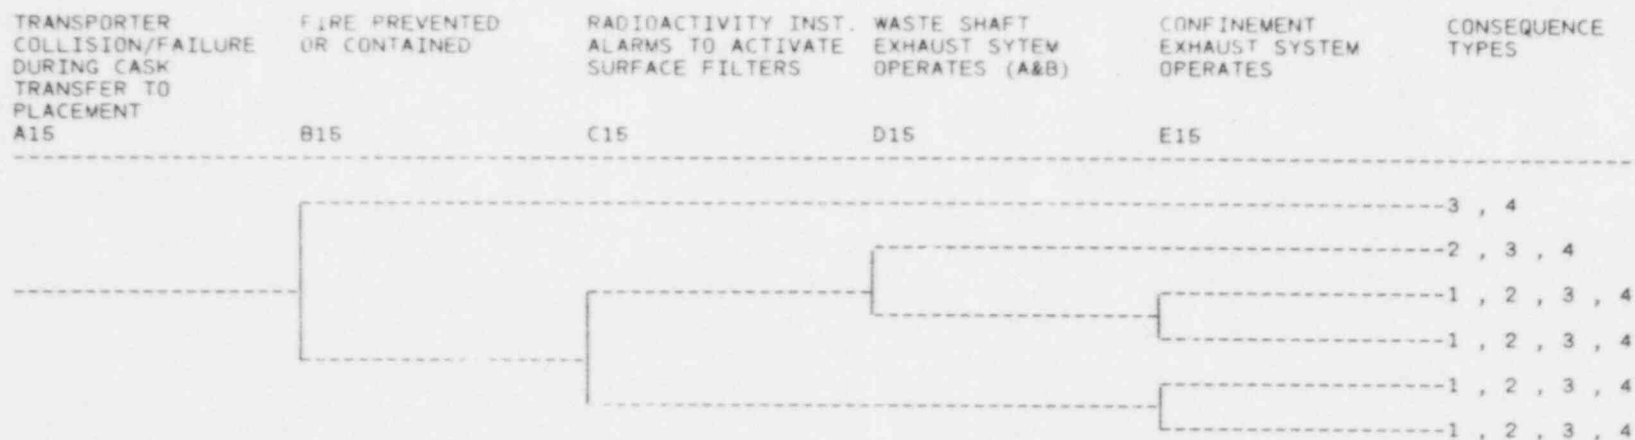 TRANSPORTER
COLLISION/FAILURE
DURING CASK
TRANSFER TO
PLACEMENT
A15
FIRE PREVENTED
OR CONTAINED
B15
RADIOACTIVITY INST.
ALARMS TO ACTIVATE
SURFACE FILTERS
C15
WASTE SHAFT
EXHAUST SYTEM
OPERATES (A&B)
D15
CONFINEMENT
EXHAUST SYSTEM
OPERATES
E15
CONSEQUENCE
TYPES
3 , 4
2 , 3 , 4
1 , 2 , 3 , 4
1 , 2 , 3 , 4
1 , 2 , 3 , 4
1 , 2 , 3 , 4